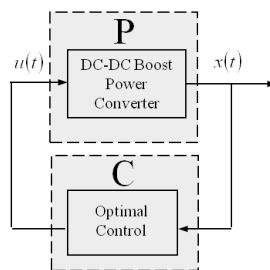 P
u(t)
DC-DC Boost
Power
Converter
x(t)
C
Optimal
Control